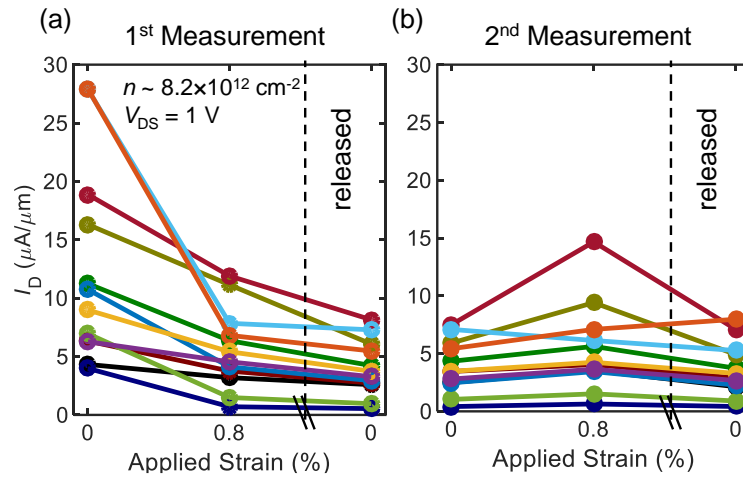 (a)
1st Measurement
(b)
2nd Measurement
30
25
20
15
10
5
0
ID (μA/μm)
n ~ 8.2×10^12 cm^-2
VDS = 1 V
released
0
0.8
0
Applied Strain (%)
30
25
20
15
10
5
0
released
0
0.8
0
Applied Strain (%)